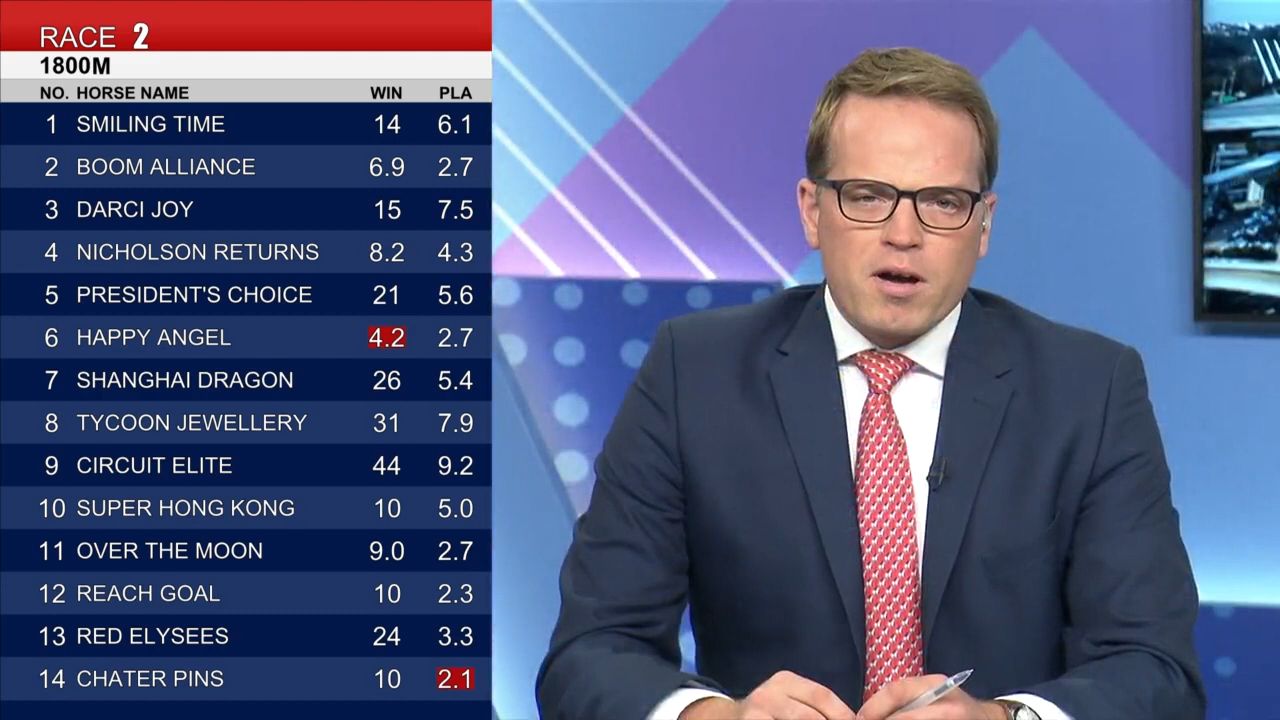 RACE 2
1800M
NO. HORSE NAME WIN PLA
1 SMILING TIME 14 6.1
2 BOOM ALLIANCE 6.9 2.7
3 DARCI JOY 15 7.5
4 NICHOLSON RETURNS 8.2 4.3
5 PRESIDENT'S CHOICE 21 5.6
6 HAPPY ANGEL 4.2 2.7
7 SHANGHAI DRAGON 26 5.4
8 TYCOON JEWELLERY 31 7.9
9 CIRCUIT ELITE 44 9.2
10 SUPER HONG KONG 10 5.0
11 OVER THE MOON 9.0 2.7
12 REACH GOAL 10 2.3
13 RED ELYSEES 24 3.3
14 CHATER PINS 10 2.1